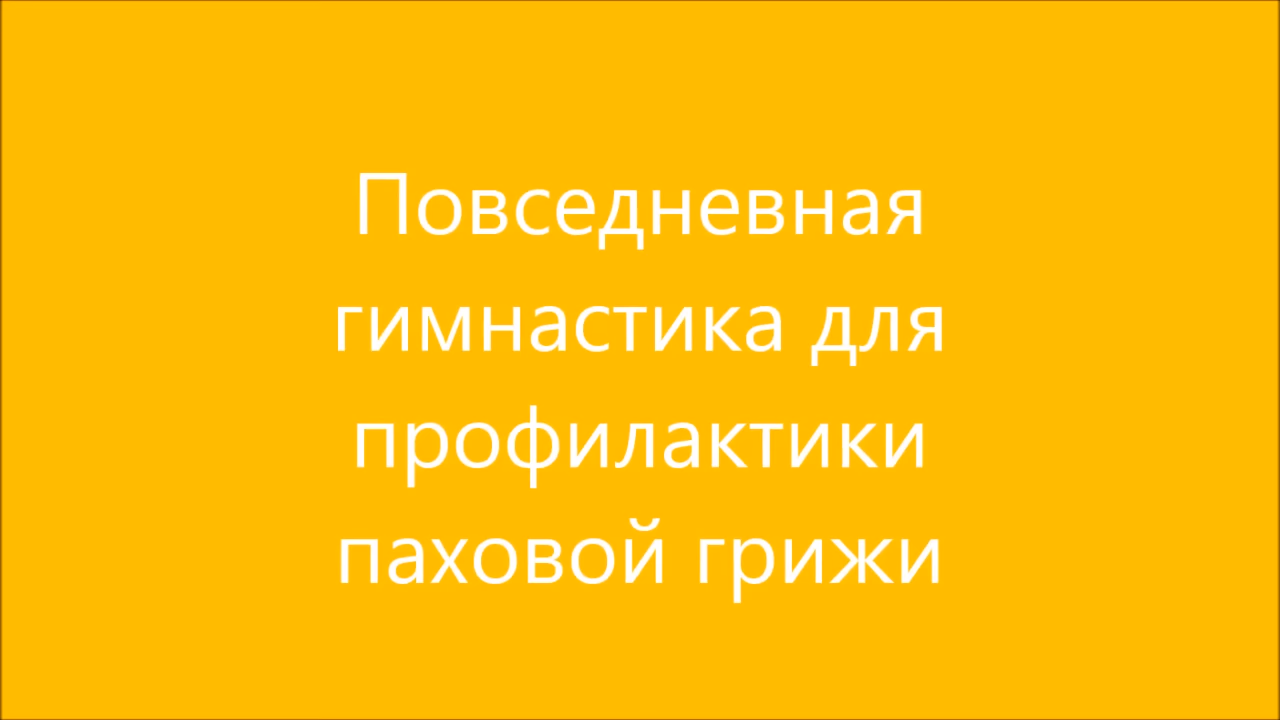 Повседневная
гимнастика для
профилактики
паховой грижи